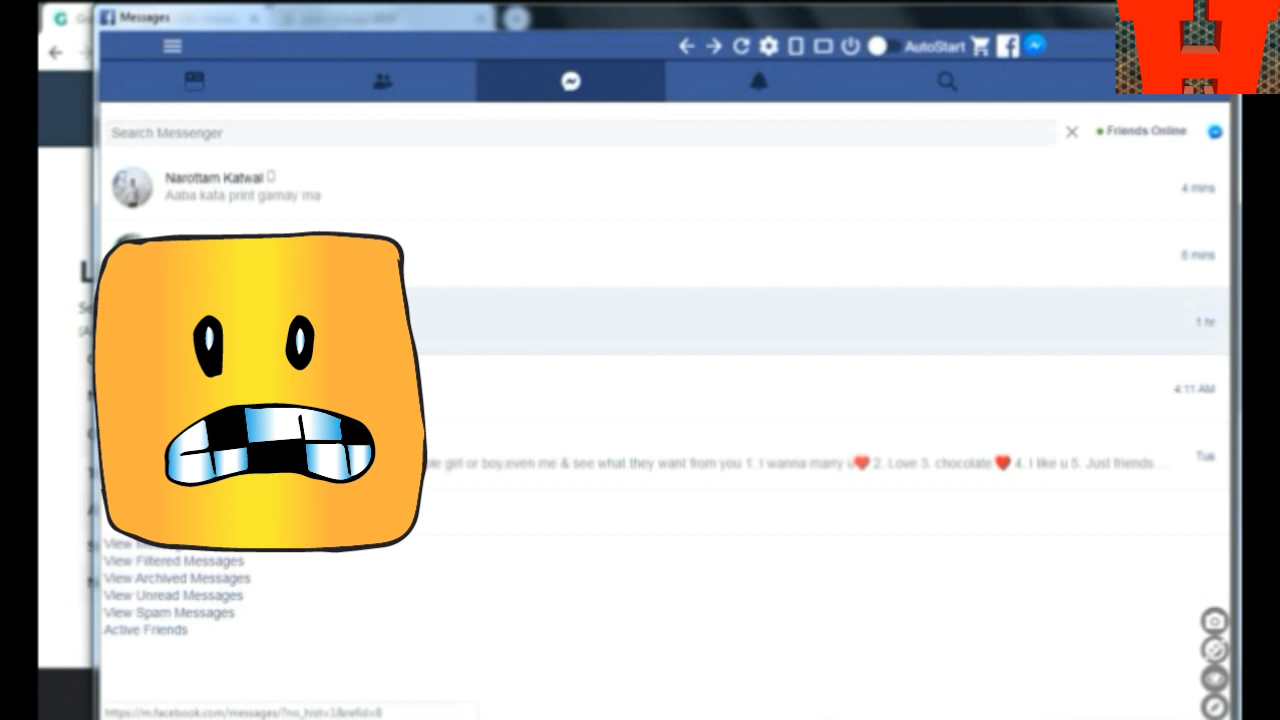 Messages
AutoStart
Search Messenger
Friends Online
Narottam Katwal
Aaba kata print garnay ma
4 mins
6 mins
1 hr
4:11 AM
girl or boy,even me & see what they want from you 1. I wanna marry u❤ 2. Love 3. chocolate ❤ 4. I like u 5. Just friends...
Tue
View
View Filtered Messages
View Archived Messages
View Unread Messages
View Spam Messages
Active Friends
https://m.facebook.com/messages/?no_hist=1&refid=8